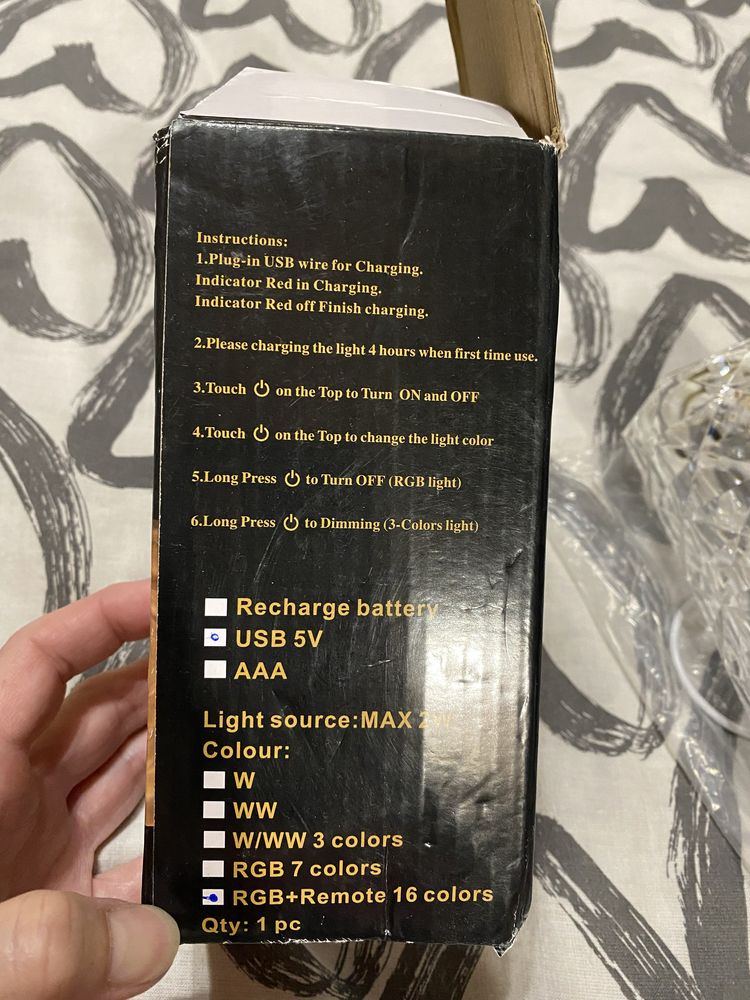 Instructions:
1.Plug-in USB wire for Charging.
Indicator Red in Charging.
Indicator Red off Finish charging.
2.Please charging the light 4 hours when first time use.
3.Touch on the Top to Turn ON and OFF
4.Touch on the Top to change the light color
5.Long Press to Turn OFF (RGB light)
6.Long Press to Dimming (3-Colors light)
Recharge battery
USB 5V
AAA
Light source:MAX 2W
Colour:
W
WW
W/WW 3 colors
RGB 7 colors
RGB+Remote 16 colors
Qty: 1 pc